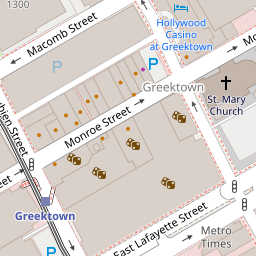 1300
Macomb Street
Hollywood
Casino
at Greektown
P
P
Greektown
Mon
St. Mary
Church
Monroe Street
P
Greektown
East Lafayette Street
Metro
Times